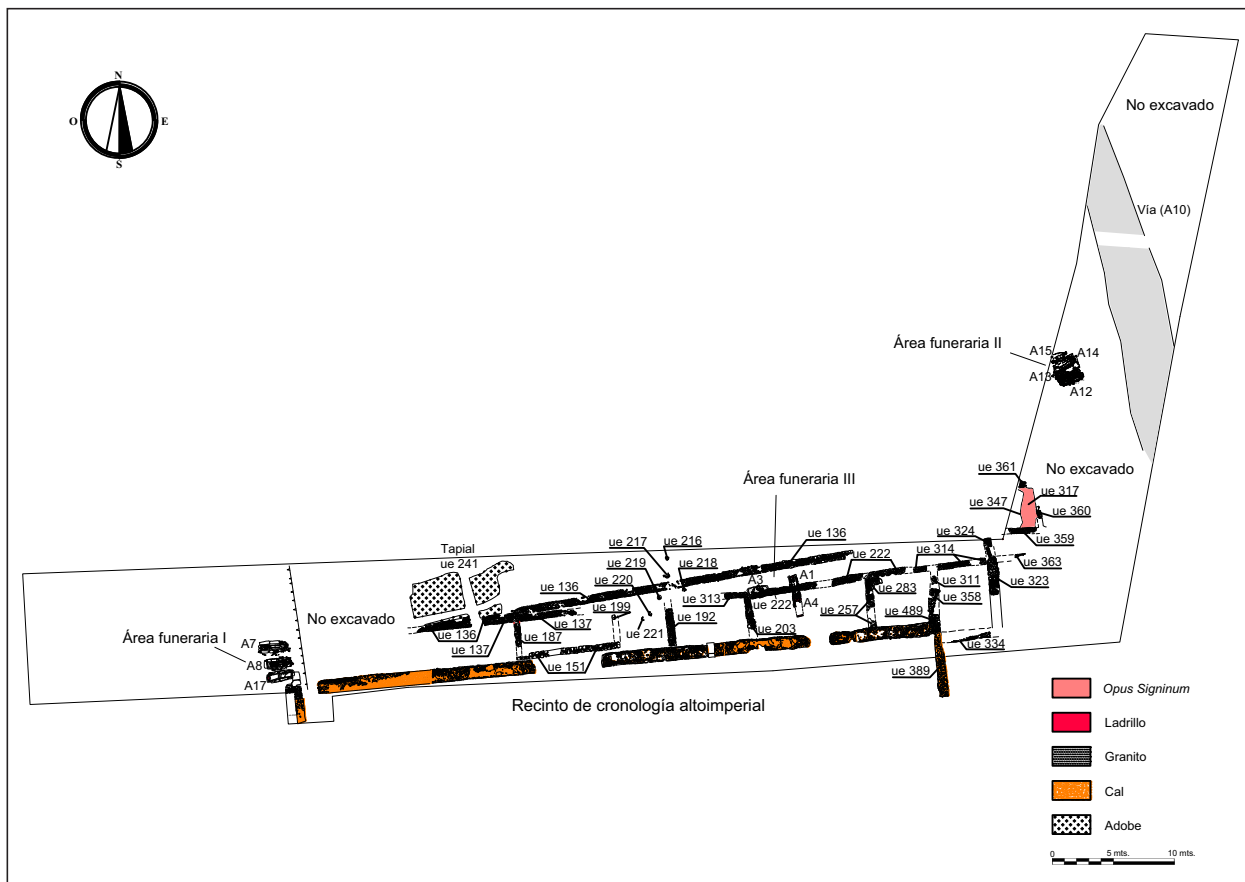 N
O
E
S
No excavado
Vía (A10)
Área funeraria II
A15
A14
A13
A12
No excavado
ue 361
ue 317
ue 347
ue 360
ue 359
Área funeraria III
ue 324
ue 216
ue 136
ue 217
ue 222
ue 314
ue 363
Tapial
ue 241
ue 219
ue 218
ue 323
ue 220
A3
A1
ue 283
ue 311
ue 136
ue 313
ue 358
ue 199
ue 222
A4
ue 257
ue 489
No excavado
ue 136
ue 137
ue 192
ue 221
ue 203
ue 187
ue 334
Área funeraria I
A7
ue 137
ue 151
A8
ue 389
A17
Recinto de cronología altoimperial
Opus Signinum
Ladrillo
Granito
Cal
Adobe
0
5 mts.
10 mts.